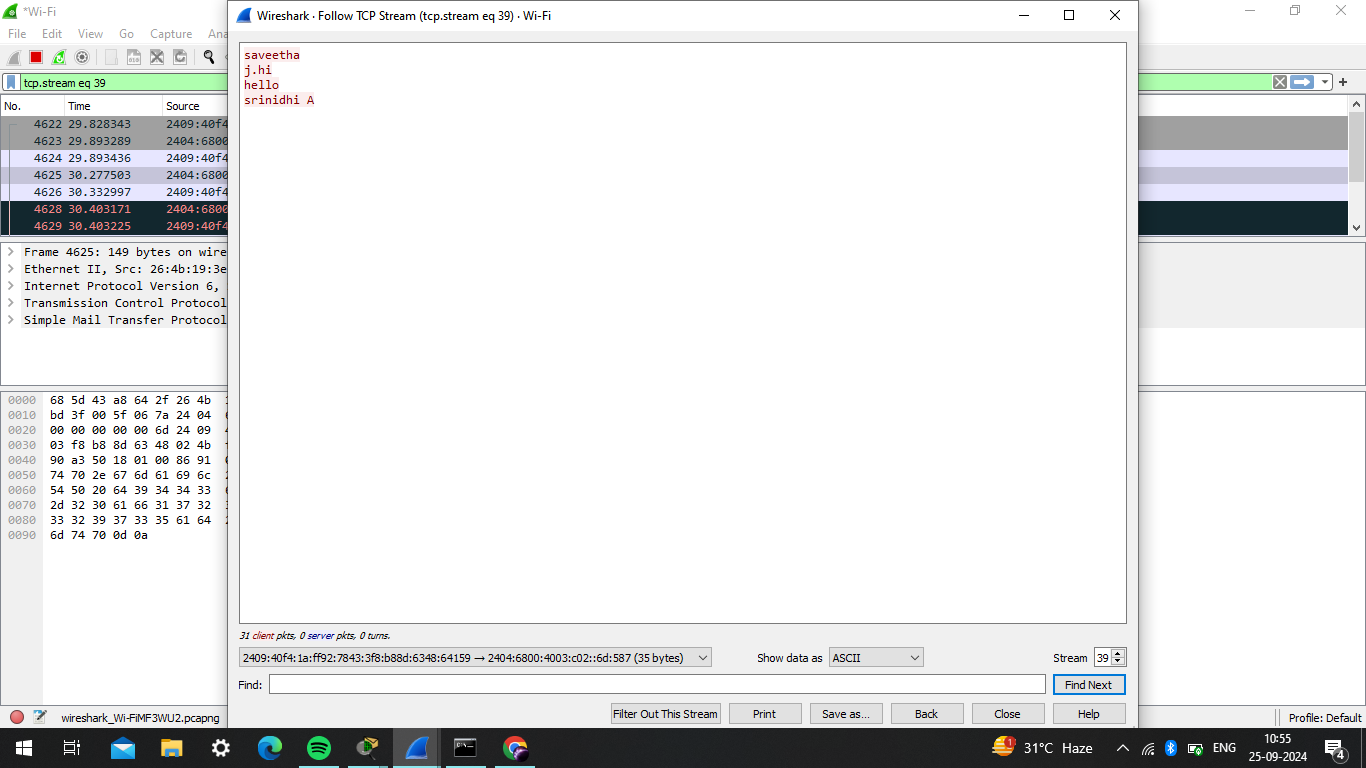 *Wi-Fi
File Edit View Go Capture Ana
tcp.stream eq 39
No. Time Source
4622 29.828343 2409:40f4
4623 29.893289 2404:6800
4624 29.893436 2409:40f4
4625 30.277503 2404:6800
4626 30.332997 2409:40f4
4628 30.403171 2404:6800
4629 30.403225 2409:40f4
Frame 4625: 149 bytes on wire
Ethernet II, Src: 26:4b:19:3e
Internet Protocol Version 6,
Transmission Control Protocol
Simple Mail Transfer Protocol
0000 68 5d 43 a8 64 2f 26 4b
0010 bd 3f 00 5f 06 7a 24 04
0020 00 00 00 00 00 6d 24 09
0030 03 f8 b8 8d 63 48 02 4b
0040 90 a3 50 18 01 00 86 91
0050 74 70 2e 67 6d 61 69 6c
0060 54 50 20 64 39 34 34 33
0070 2d 32 30 61 66 31 37 32
0080 33 32 39 37 33 35 61 64
0090 6d 74 70 0d 0a
wireshark_Wi-FiMF3WU2.pcapng
Wireshark · Follow TCP Stream (tcp.stream eq 39) · Wi-Fi
saveetha
j.hi
hello
srinidhi A
31 client pkts, 0 server pkts, 0 turns.
2409:40f4:1a:ff92:7843:3f8:b88d:6348:64159 → 2404:6800:4003:c02::6d:587 (35 bytes) Show data as ASCII Stream 39
Find: Find Next
Filter Out This Stream Print Save as... Back Close Help
Profile: Default
31°C Haze ENG 10:55
25-09-2024
4